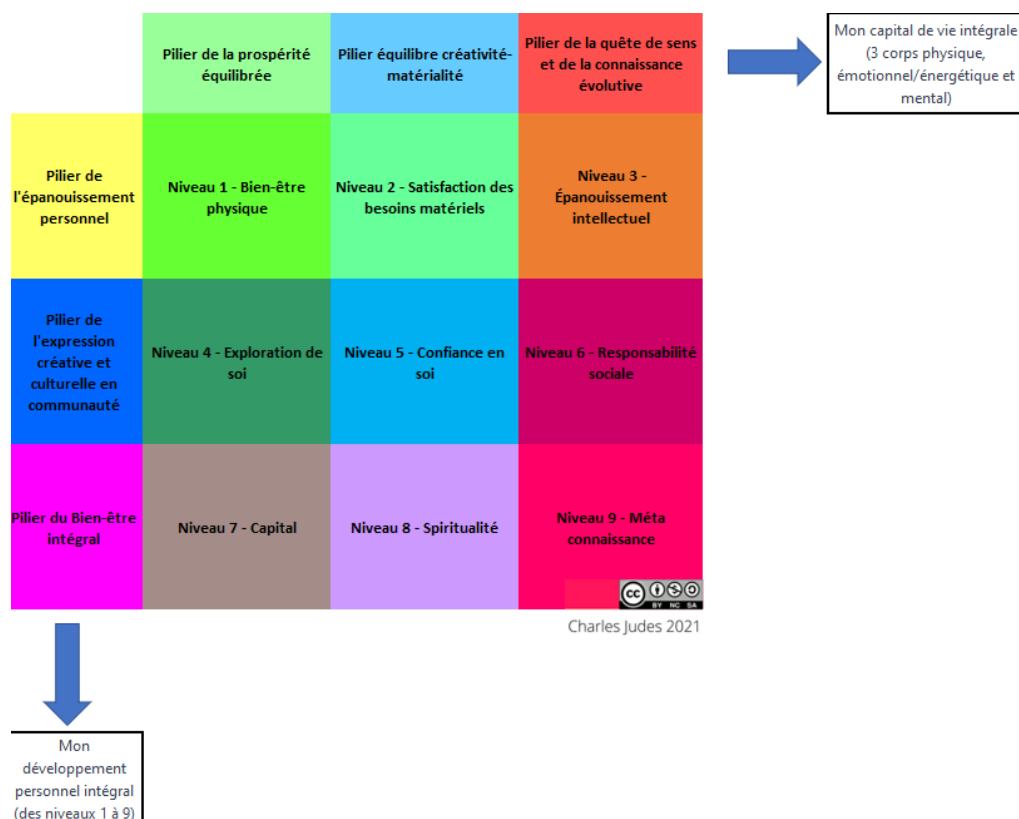 Pilier de la prospérité
équilibrée
Pilier équilibre créativité-
matérialité
Pilier de la quête de sens
et de la connaissance
évolutive
Mon capital de vie intégrale
(3 corps physique,
émotionnel/énergétique et
mental)
Pilier de
l'épanouissement
personnel
Niveau 1 - Bien-être
physique
Niveau 2 - Satisfaction des
besoins matériels
Niveau 3 -
Épanouissement
intellectuel
Pilier de
l'expression
créative et
culturelle en
communauté
Niveau 4 - Exploration de
soi
Niveau 5 - Confiance en
soi
Niveau 6 - Responsabilité
sociale
Pilier du Bien-être
intégral
Niveau 7 - Capital
Niveau 8 - Spiritualité
Niveau 9 - Méta
connaissance
cc
BY NC SA
Charles Judes 2021
Mon
développement
personnel intégral
(des niveaux 1 à 9)